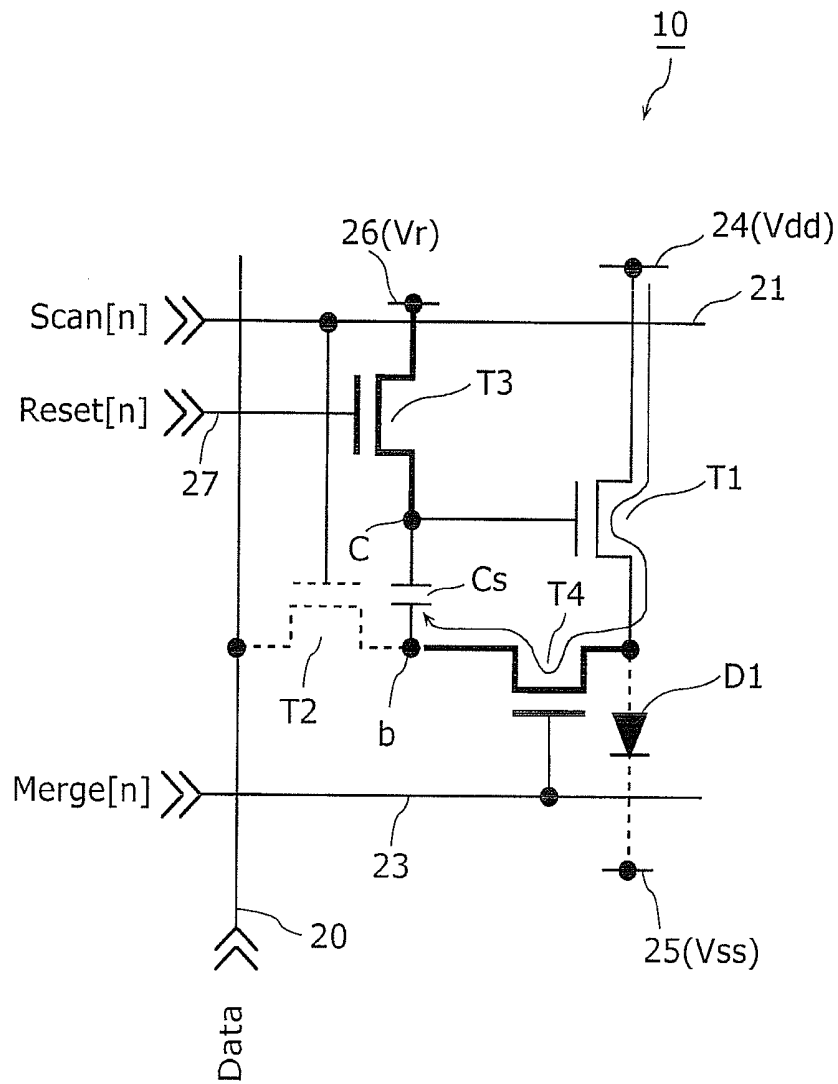 10
26(Vr)
24(Vdd)
21
Scan[n]
T3
Reset[n]
27
T1
C
Cs
T4
T2
b
D1
Merge[n]
23
20
25(Vss)
Data